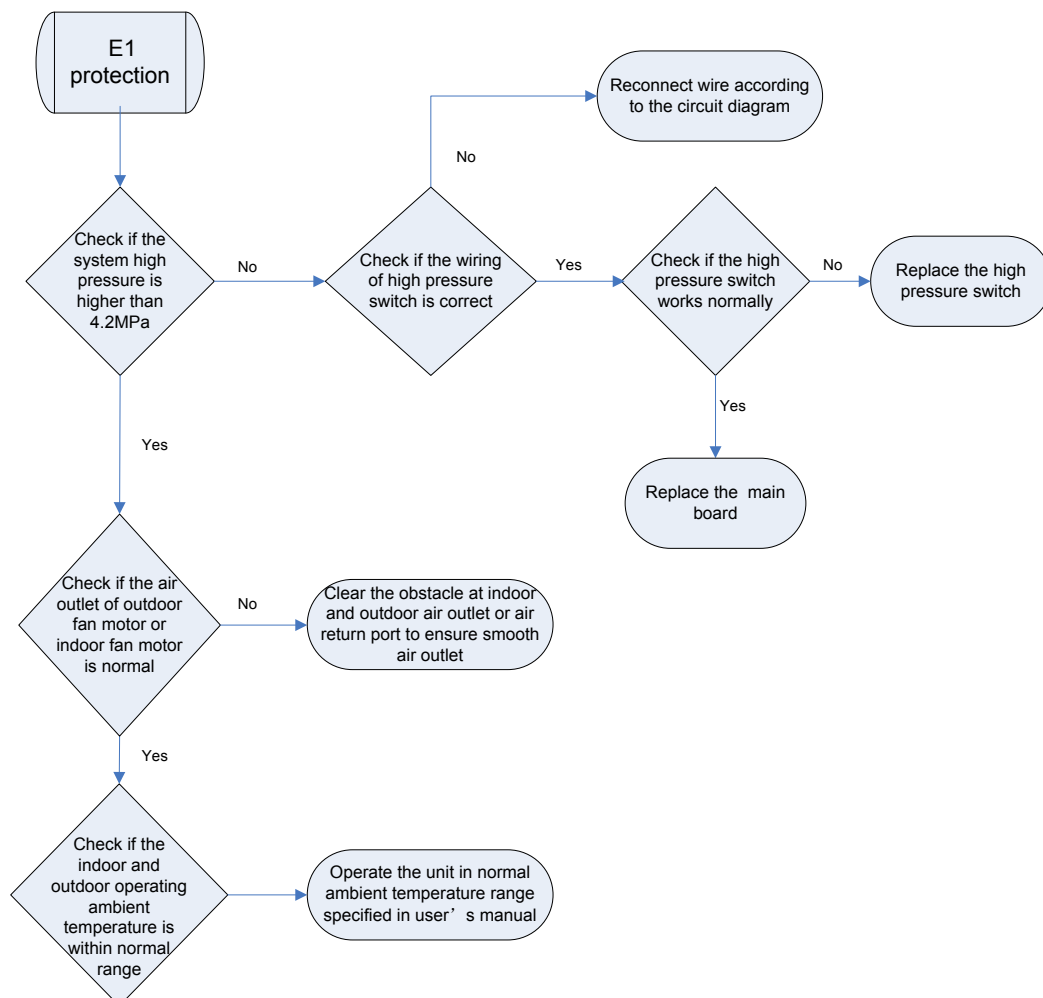 E1
protection
Reconnect wire according
to the circuit diagram
No
Check if the
system high
pressure is
higher than
4.2MPa
No
Check if the wiring
of high pressure
switch is correct
Yes
Check if the high
pressure switch
works normally
No
Replace the high
pressure switch
Yes
Yes
Replace the main
board
Check if the air
outlet of outdoor
fan motor or
indoor fan motor
is normal
No
Clear the obstacle at indoor
and outdoor air outlet or air
return port to ensure smooth
air outlet
Yes
Check if the
indoor and
outdoor operating
ambient
temperature is
within normal
range
Operate the unit in normal
ambient temperature range
specified in user’s manual